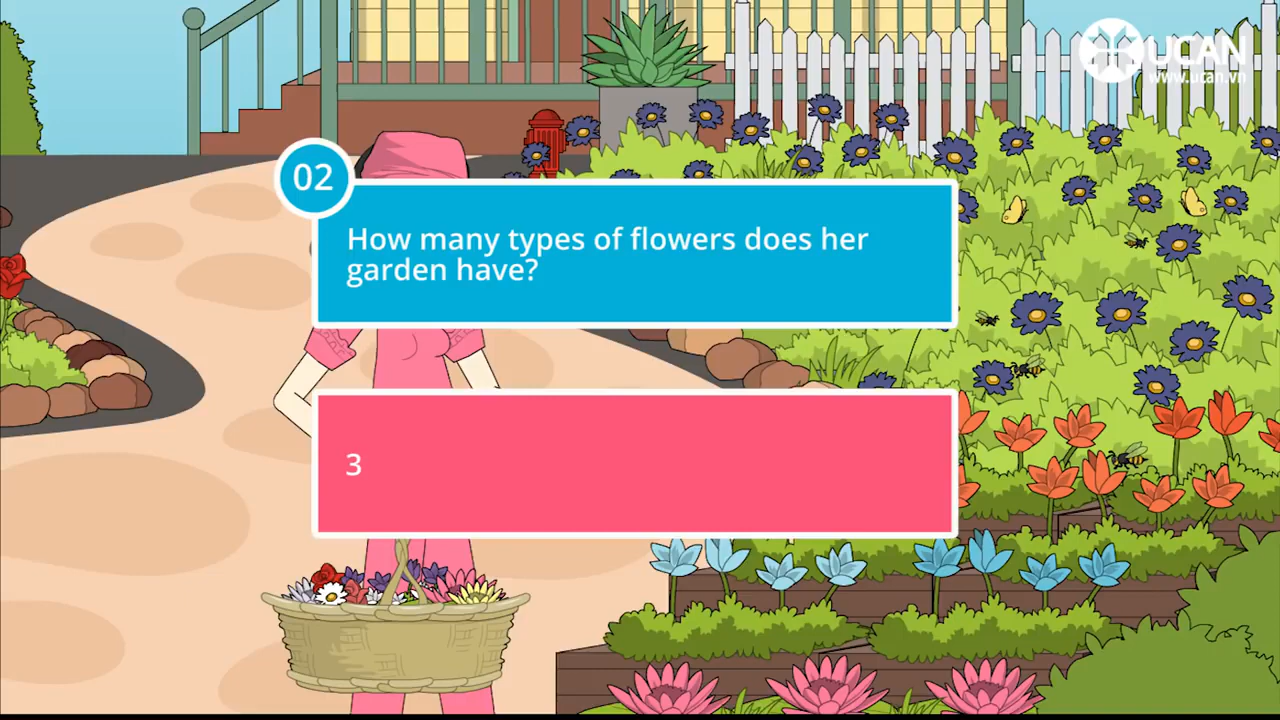 UCAN
www.ucan.vn
02
How many types of flowers does her
garden have?
3